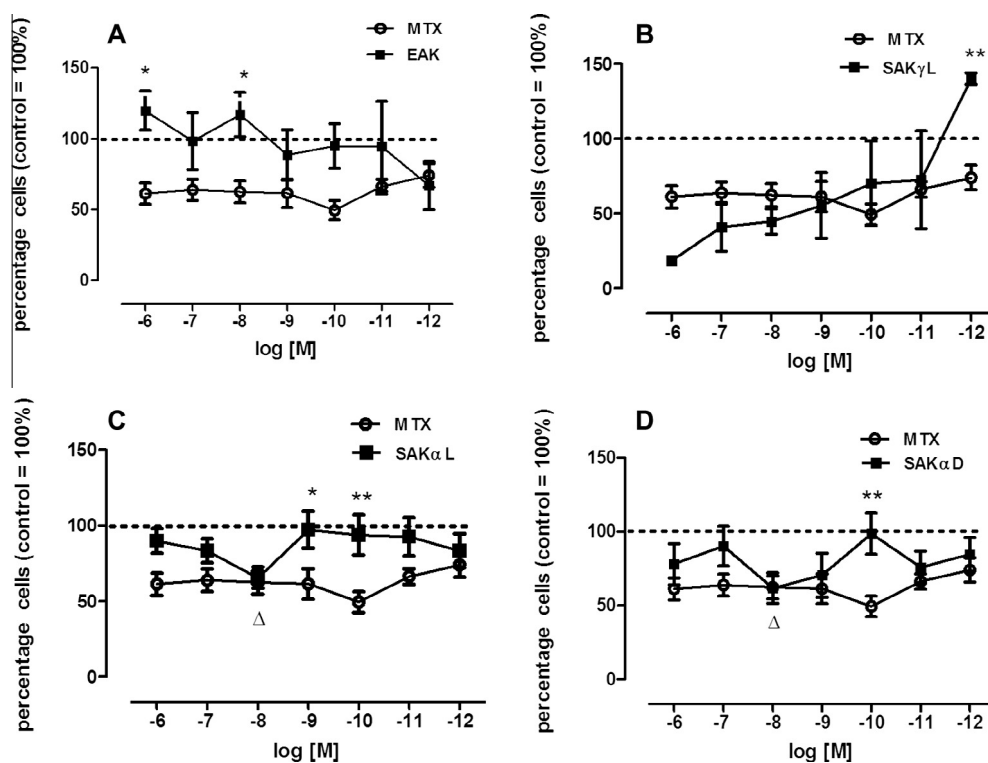 A
MTX
EAK
percentage cells (control = 100%)
150
100
50
0
*
*
-6 -7 -8 -9 -10 -11 -12
log [M]
B
MTX
SAKγL
percentage cells (control = 100%)
150
100
50
0
**
-6 -7 -8 -9 -10 -11 -12
log [M]
C
MTX
SAKα L
percentage cells (control = 100%)
150
100
50
0
* **
Δ
-6 -7 -8 -9 -10 -11 -12
log [M]
D
MTX
SAKα D
percentage cells (control = 100%)
150
100
50
0
**
Δ
-6 -7 -8 -9 -10 -11 -12
log [M]